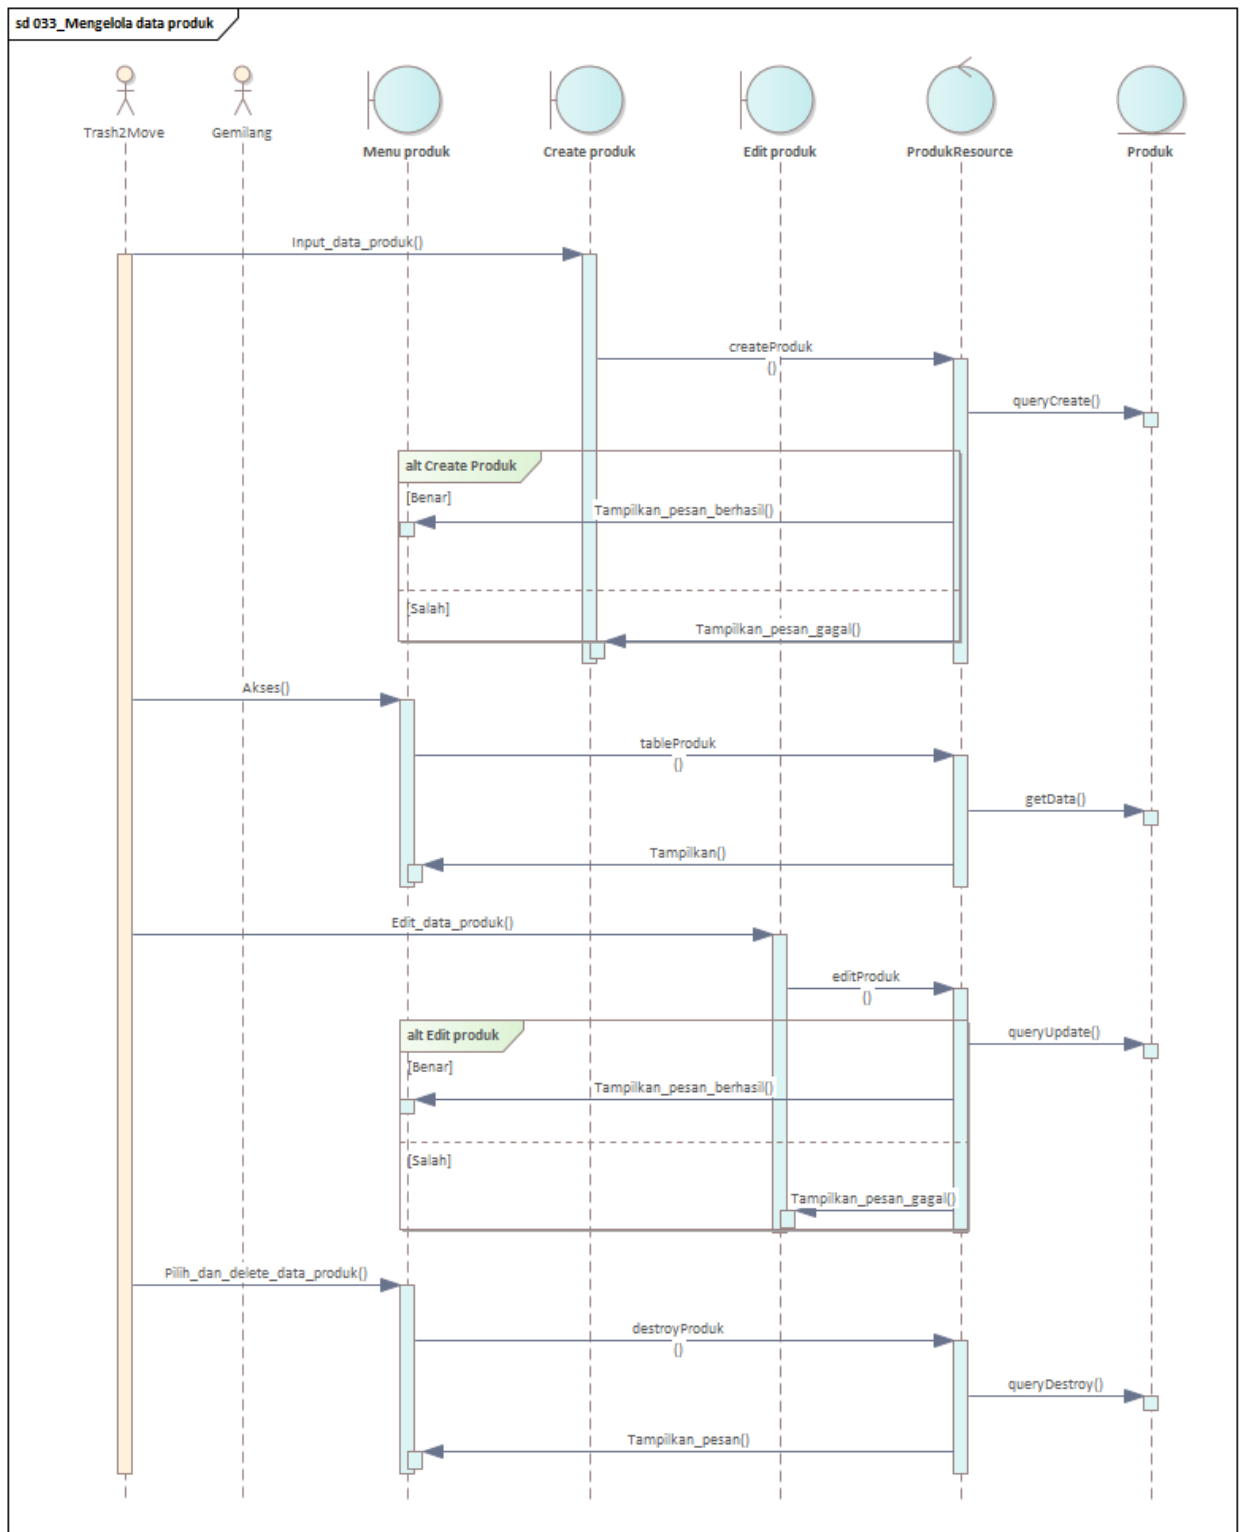 sd 033_Mengelola data produk
Trash2Move
Gemilang
Menu produk
Create produk
Edit produk
ProdukResource
Produk
Input_data_produk()
createProduk
()
queryCreate()
alt Create Produk
[Benar]
Tampilkan_pesan_berhasil()
[Salah]
Tampilkan_pesan_gagal()
Akses()
tableProduk
()
getData()
Tampilkan()
Edit_data_produk()
editProduk
()
alt Edit produk
queryUpdate()
[Benar]
Tampilkan_pesan_berhasil()
[Salah]
Tampilkan_pesan_gagal()
Pilih_dan_delete_data_produk()
destroyProduk
()
queryDestroy()
Tampilkan_pesan()